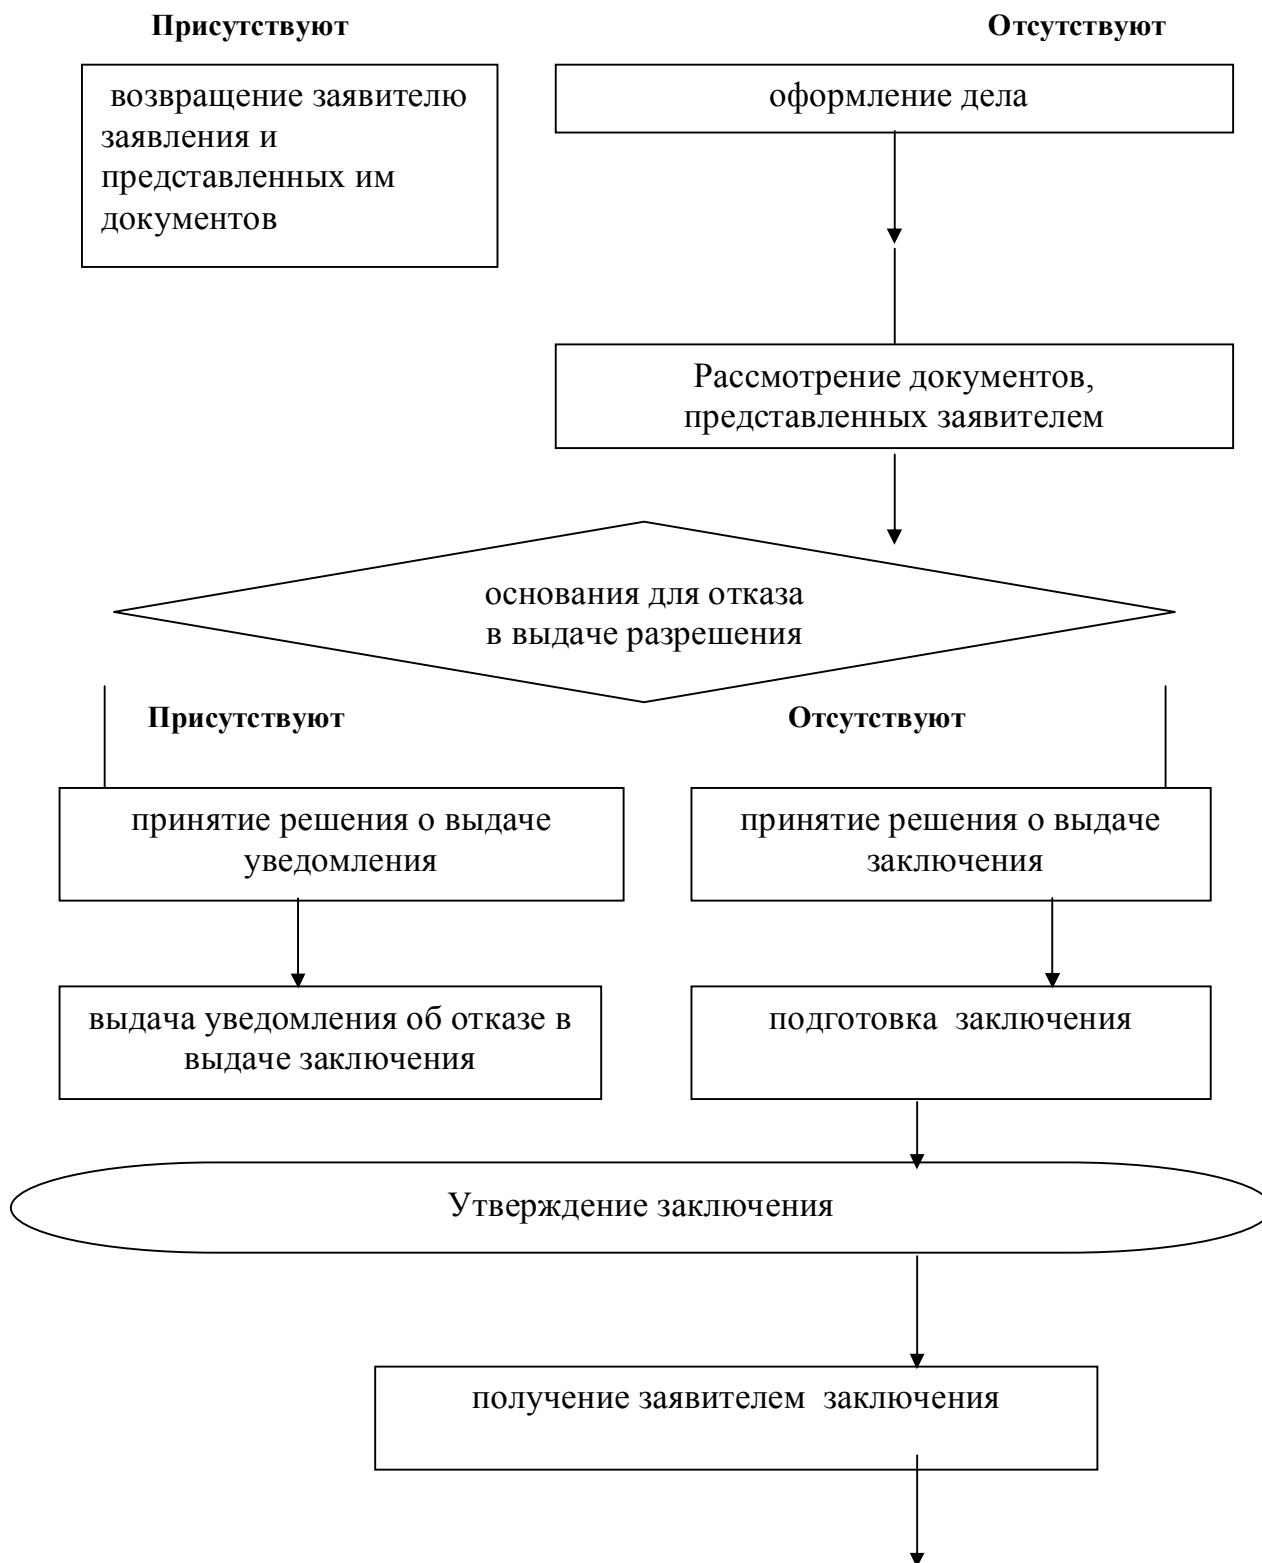 Присутствуют
Отсутствуют
возвращение заявителю
заявления и
представленных им
документов
оформление дела
Рассмотрение документов,
представленных заявителем
основания для отказа
в выдаче разрешения
Присутствуют
Отсутствуют
принятие решения о выдаче
уведомления
принятие решения о выдаче
заключения
выдача уведомления об отказе в
выдаче заключения
подготовка заключения
Утверждение заключения
получение заявителем заключения